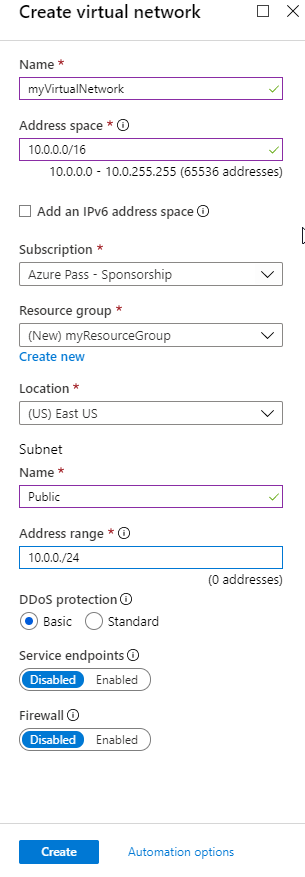 Create virtual network
Name *
myVirtualNetwork
Address space *
10.0.0.0/16
10.0.0.0 - 10.0.255.255 (65536 addresses)
Add an IPv6 address space
Subscription *
Azure Pass - Sponsorship
Resource group *
(New) myResourceGroup
Create new
Location *
(US) East US
Subnet
Name *
Public
Address range *
10.0.0./24
(0 addresses)
DDoS protection
Basic Standard
Service endpoints
Disabled Enabled
Firewall
Disabled Enabled
Create Automation options